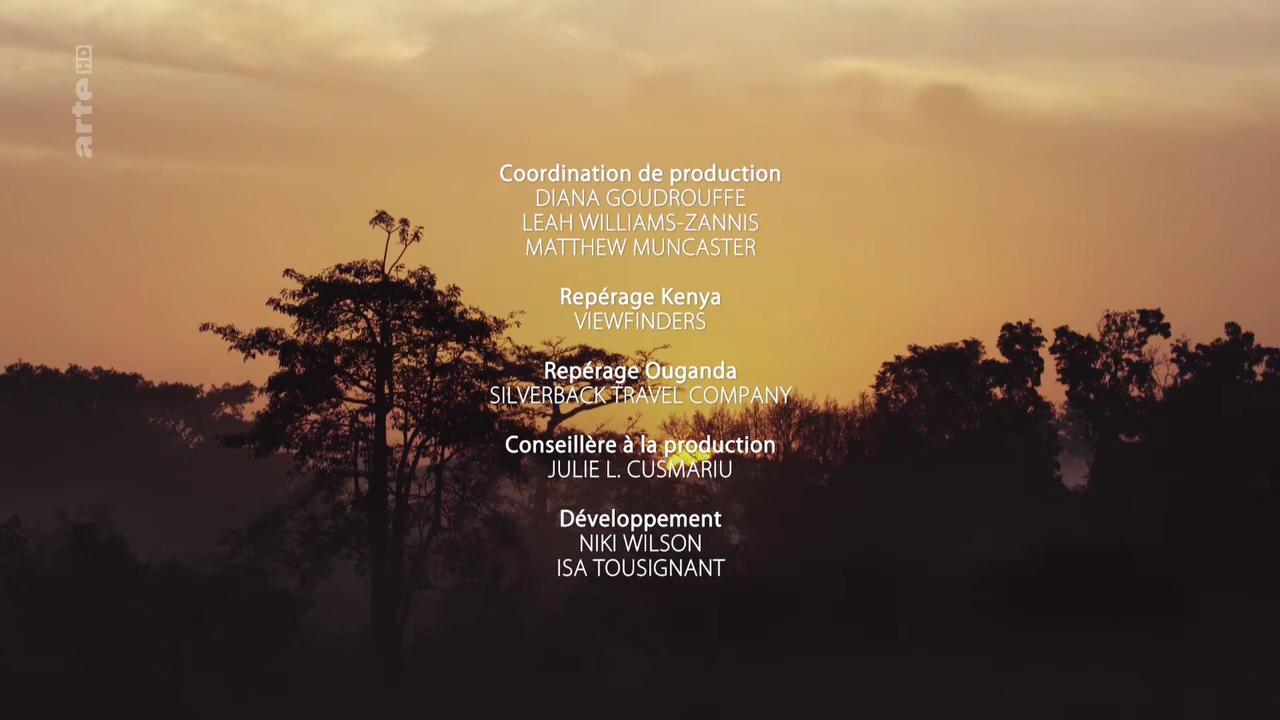 arte HD
Coordination de production
DIANA GOUDROUFFE
LEAH WILLIAMS-ZANNIS
MATTHEW MUNCASTER
Repérage Kenya
VIEWFINDERS
Repérage Ouganda
SILVERBACK TRAVEL COMPANY
Conseillère à la production
JULIE L. CUSMARIU
Développement
NIKI WILSON
ISA TOUSIGNANT